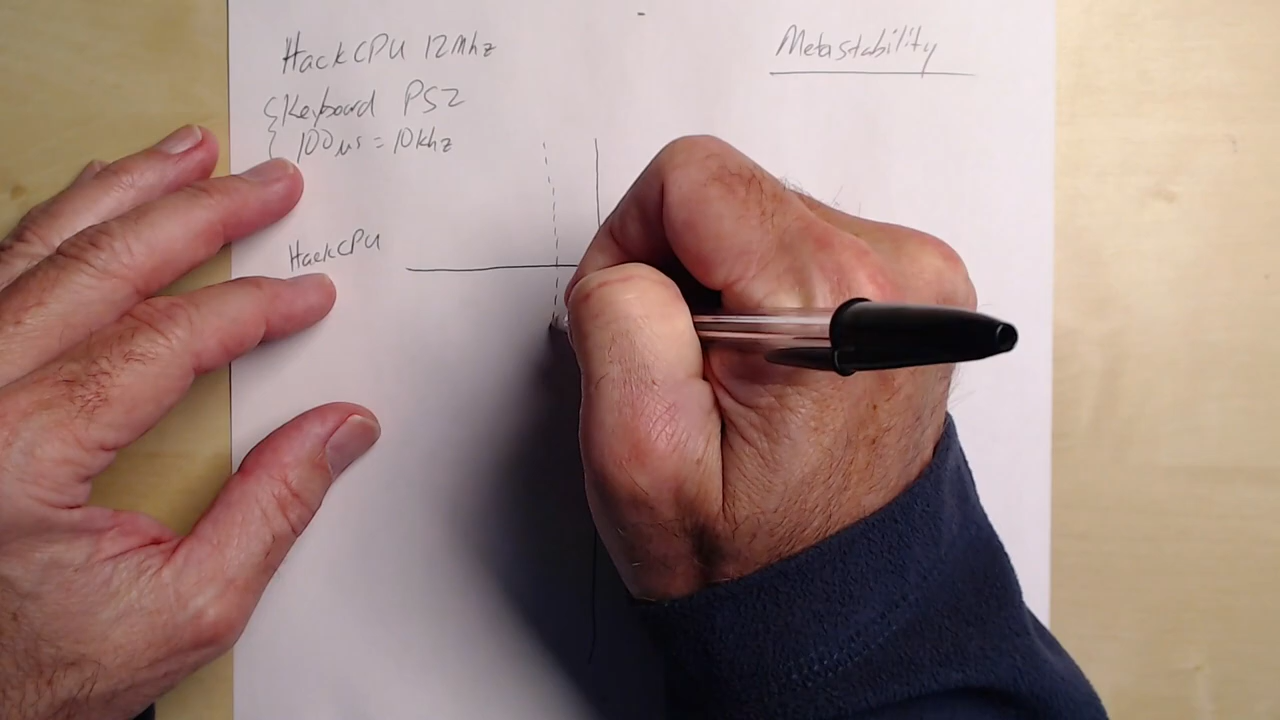 HackCPU 12Mhz
Metastability
Keyboard PS2
100us = 10khz
HackCPU